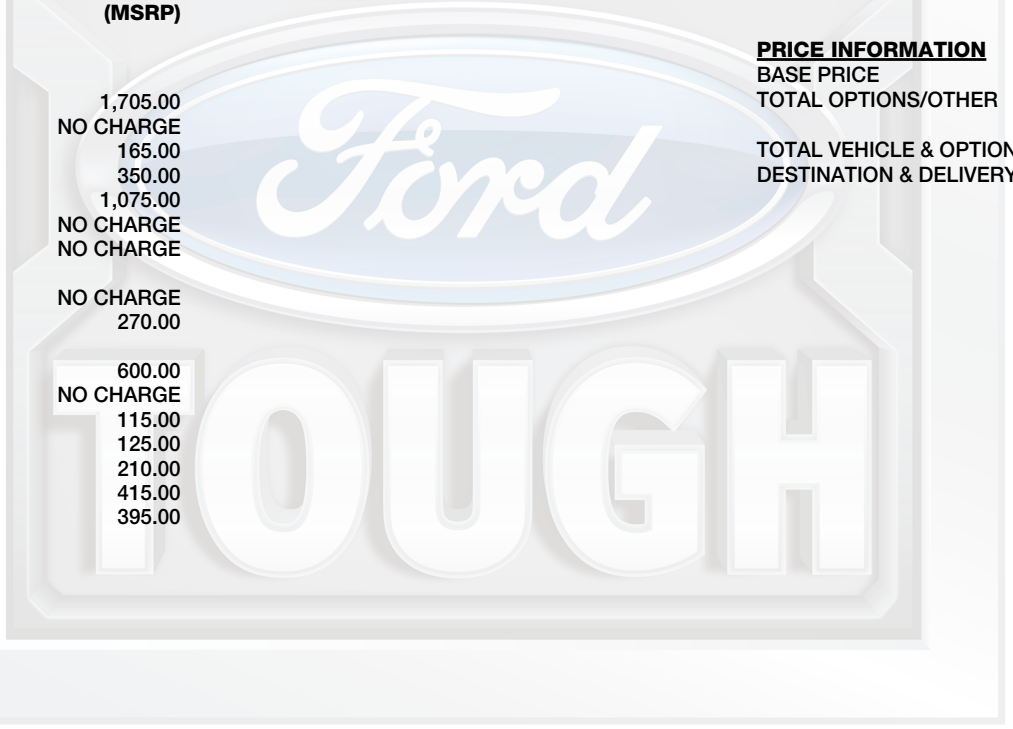 (MSRP)
1,705.00
NO CHARGE
165.00
350.00
1,075.00
NO CHARGE
NO CHARGE
NO CHARGE
270.00
600.00
NO CHARGE
115.00
125.00
210.00
415.00
395.00
PRICE INFORMATION
BASE PRICE
TOTAL OPTIONS/OTHER
TOTAL VEHICLE & OPTION
DESTINATION & DELIVERY
Ford
TOUGH